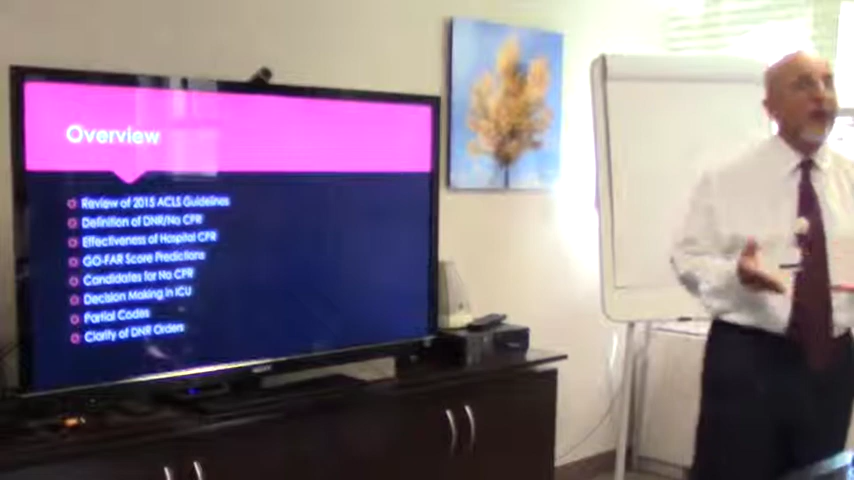 Overview
Review of 2015 ACLS Guidelines
Definition of DNR/No CPR
Effectiveness of Hospital CPR
GO-FAR Score Predictions
Candidates for No CPR
Decision Making in ICU
Partial Codes
Clarity of DNR Orders